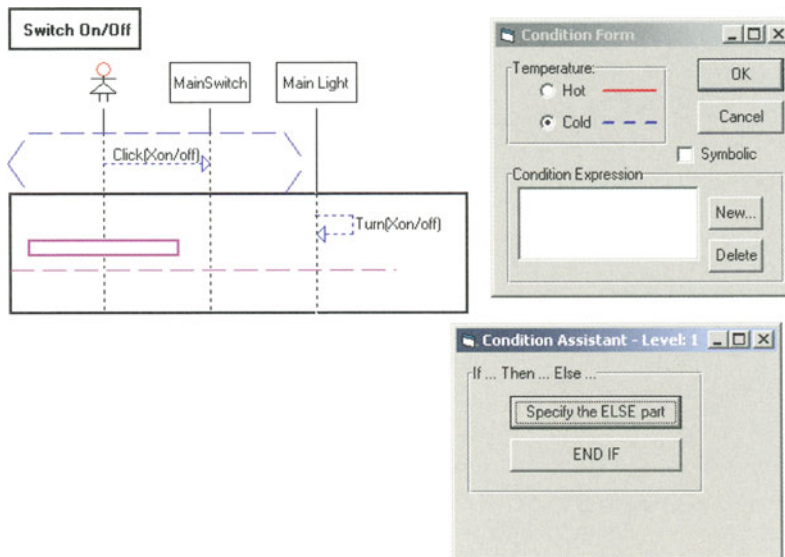 Switch On/Off
MainSwitch
Main Light
Click(Xon/off)
Turn(Xon/off)
Condition Form
Temperature:
Hot
Cold
OK
Cancel
Symbolic
Condition Expression
New...
Delete
Condition Assistant - Level: 1
If ... Then ... Else ...
Specify the ELSE part
END IF